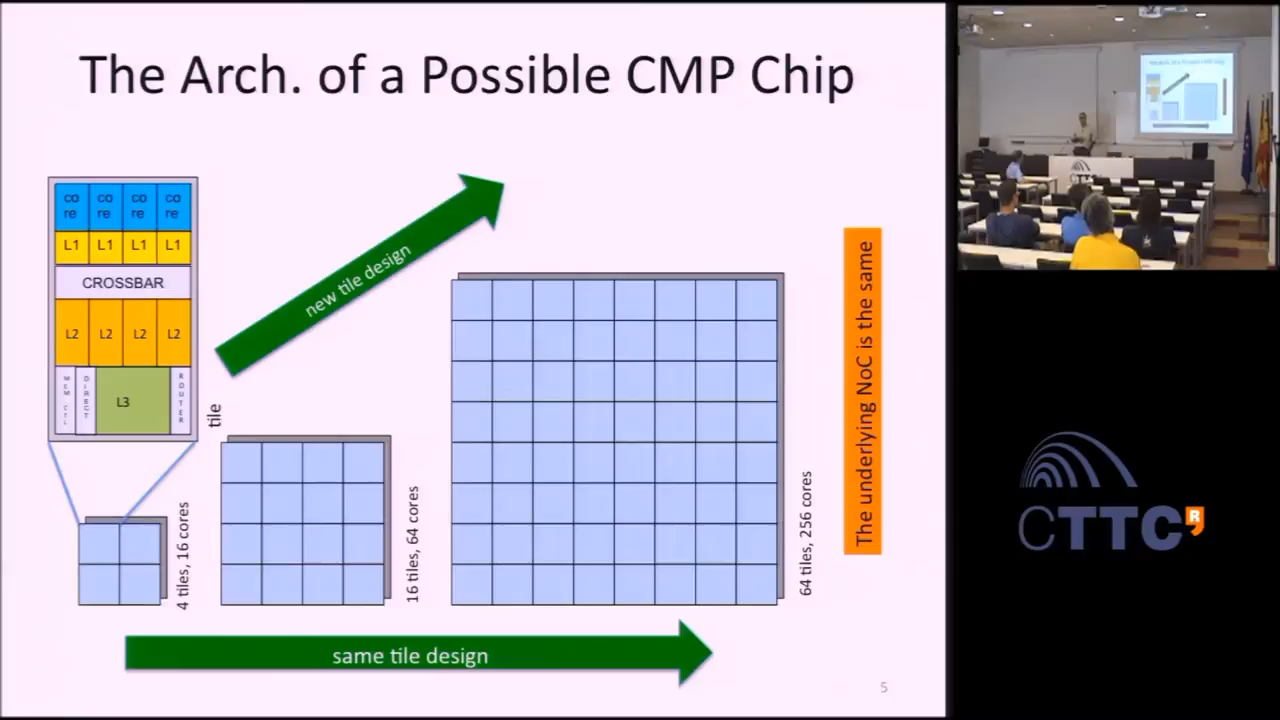 The Arch. of a Possible CMP Chip
co re co re co re co re
L1 L1 L1 L1
CROSSBAR
L2 L2 L2 L2
MEM CTL DIRECT L3 ROUTER
tile
new tile design
4 tiles, 16 cores
16 tiles, 64 cores
64 tiles, 256 cores
The underlying NoC is the same
same tile design
5
CTTC
CTTC R